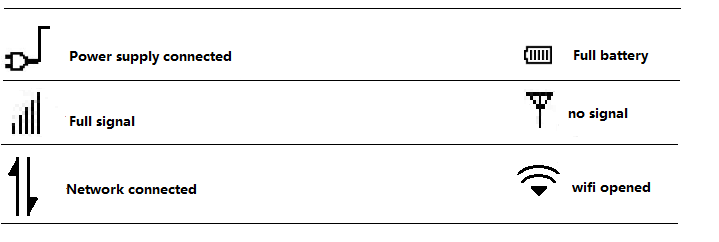 Power supply connected
Full battery
Full signal
no signal
Network connected
wifi opened